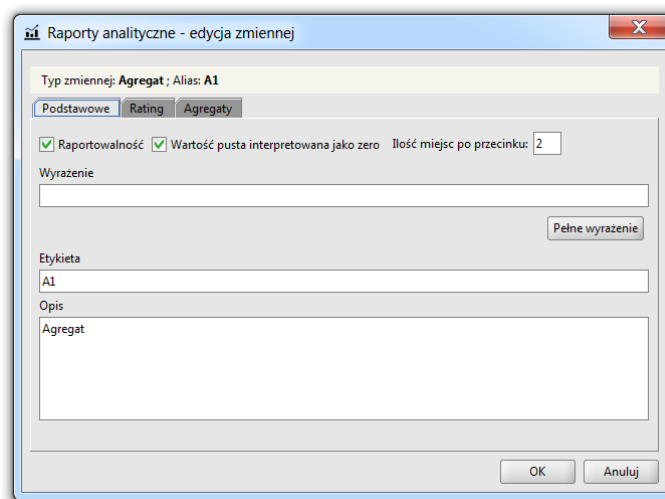 Raporty analityczne - edycja zmiennej
Typ zmiennej: Agregat ; Alias: A1
Podstawowe Rating Agregaty
Raportowalność Wartość pusta interpretowana jako zero Ilość miejsc po przecinku: 2
Wyrażenie
Pełne wyrażenie
Etykieta
A1
Opis
Agregat
OK Anuluj